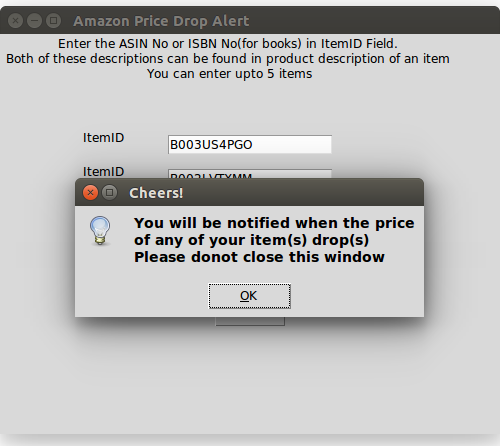 Amazon Price Drop Alert
Enter the ASIN No or ISBN No(for books) in ItemID Field.
Both of these descriptions can be found in product description of an item
You can enter upto 5 items
ItemID
B003US4PGO
ItemID
Cheers!
You will be notified when the price
of any of your item(s) drop(s)
Please donot close this window
OK